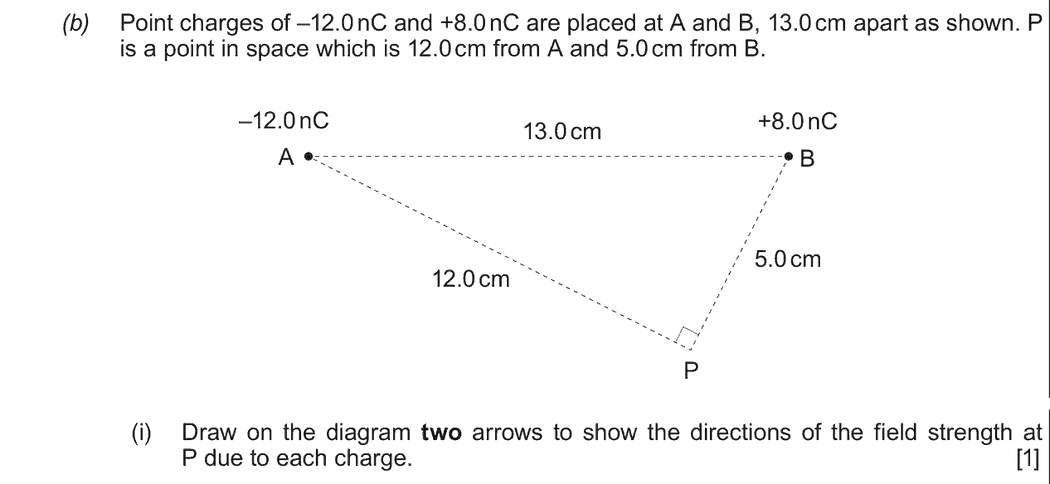 (b) Point charges of –12.0 nC and +8.0 nC are placed at A and B, 13.0 cm apart as shown. P
is a point in space which is 12.0 cm from A and 5.0 cm from B.
–12.0 nC
+8.0 nC
13.0 cm
A
B
5.0 cm
12.0 cm
P
(i) Draw on the diagram two arrows to show the directions of the field strength at
P due to each charge. [1]